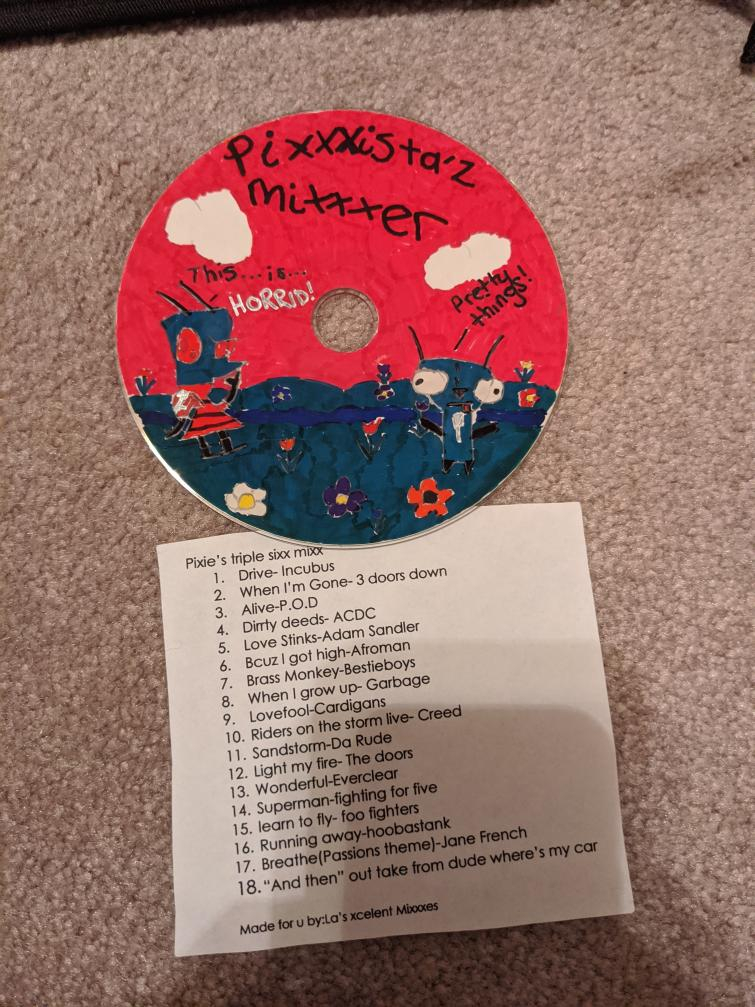 Pixxxista'z
Mixxxer
This...is...
HORRID!
Pretty
things!
Pixie's triple sixx mixx
1. Drive- Incubus
2. When I'm Gone- 3 doors down
3. Alive-P.O.D
4. Dirrty deeds- ACDC
5. Love Stinks-Adam Sandler
6. Bcuz I got high-Afroman
7. Brass Monkey-Bestieboys
8. When I grow up- Garbage
9. Lovefool-Cardigans
10. Riders on the storm live- Creed
11. Sandstorm-Da Rude
12. Light my fire- The doors
13. Wonderful-Everclear
14. Superman-fighting for five
15. learn to fly- foo fighters
16. Running away-hoobastank
17. Breathe(Passions theme)-Jane French
18."And then" out take from dude where's my car
Made for u by:La's xcelent Mixxxes